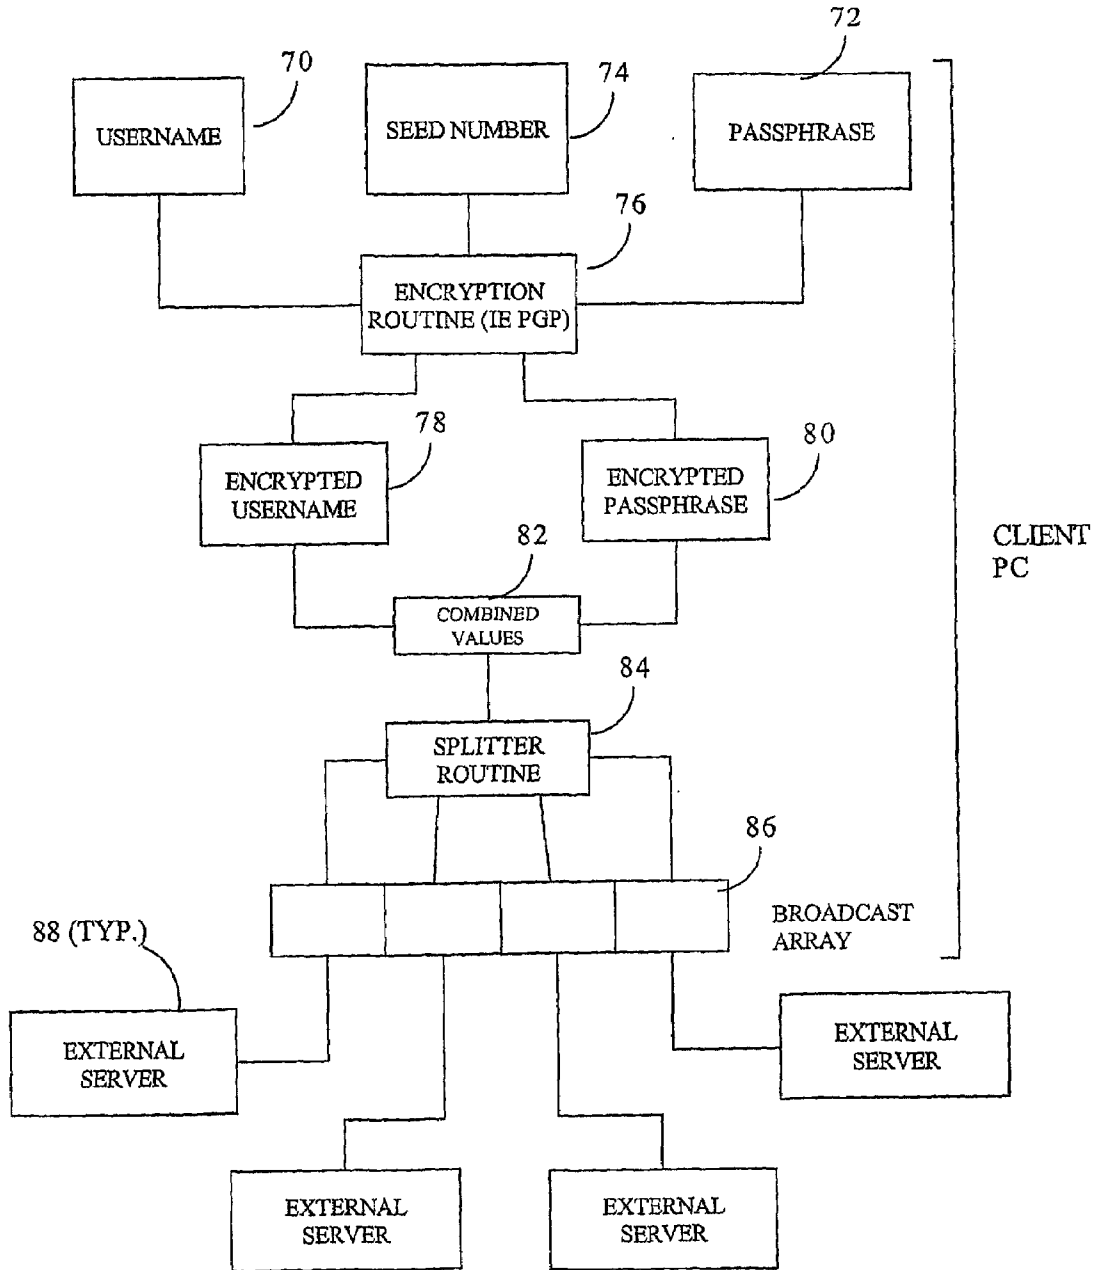 72
70
74
USERNAME
SEED NUMBER
PASSPHRASE
76
ENCRYPTION
ROUTINE (IE PGP)
78
80
ENCRYPTED
USERNAME
ENCRYPTED
PASSPHRASE
82
CLIENT
PC
COMBINED
VALUES
84
SPLITTER
ROUTINE
86
BROADCAST
ARRAY
88 (TYP.)
EXTERNAL
SERVER
EXTERNAL
SERVER
EXTERNAL
SERVER
EXTERNAL
SERVER